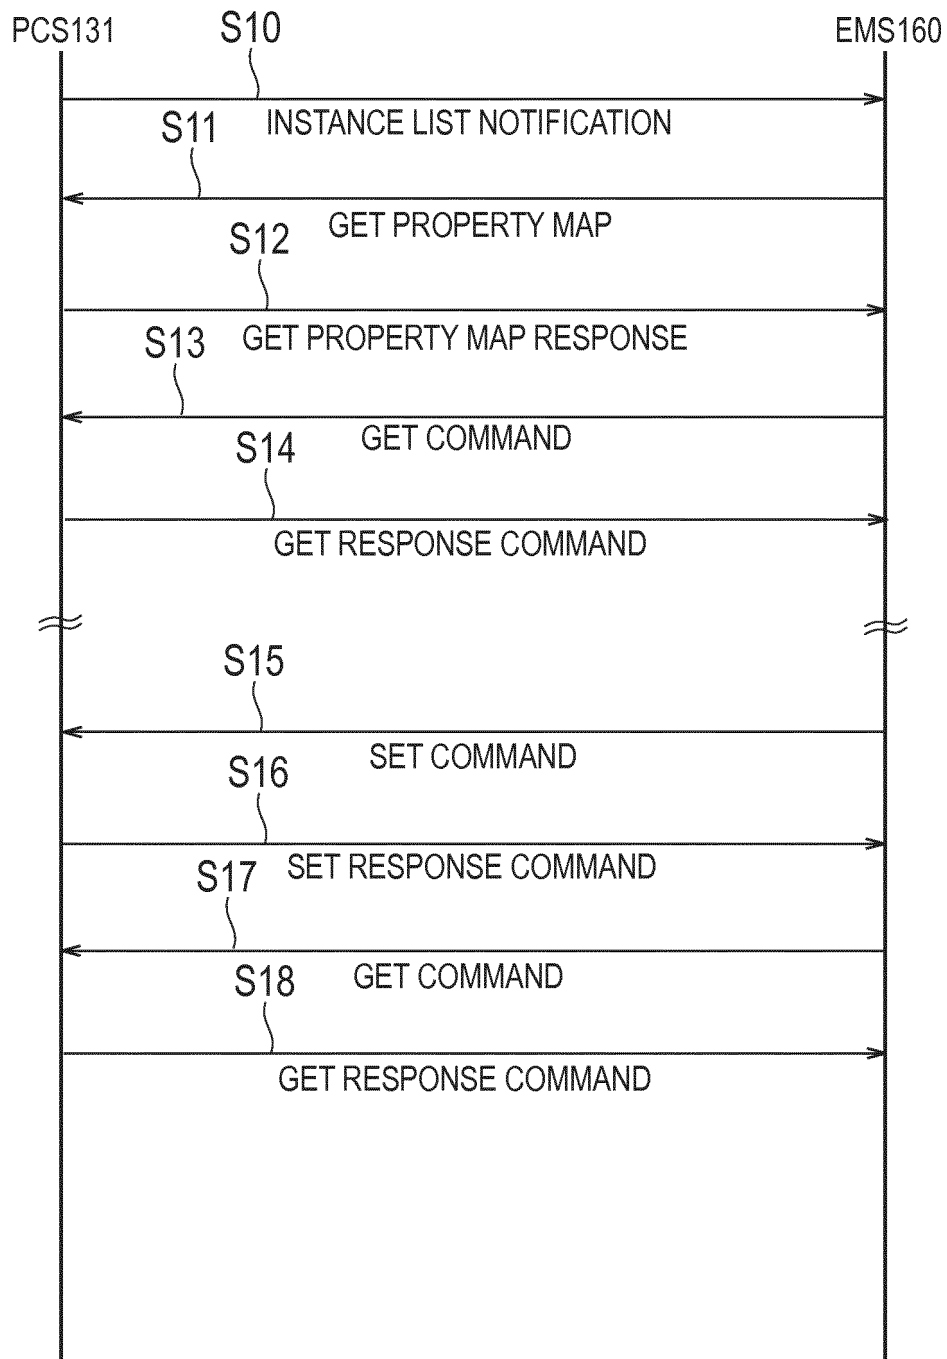 PCS131
EMS160
S10
INSTANCE LIST NOTIFICATION
S11
GET PROPERTY MAP
S12
GET PROPERTY MAP RESPONSE
S13
GET COMMAND
S14
GET RESPONSE COMMAND
S15
SET COMMAND
S16
SET RESPONSE COMMAND
S17
GET COMMAND
S18
GET RESPONSE COMMAND